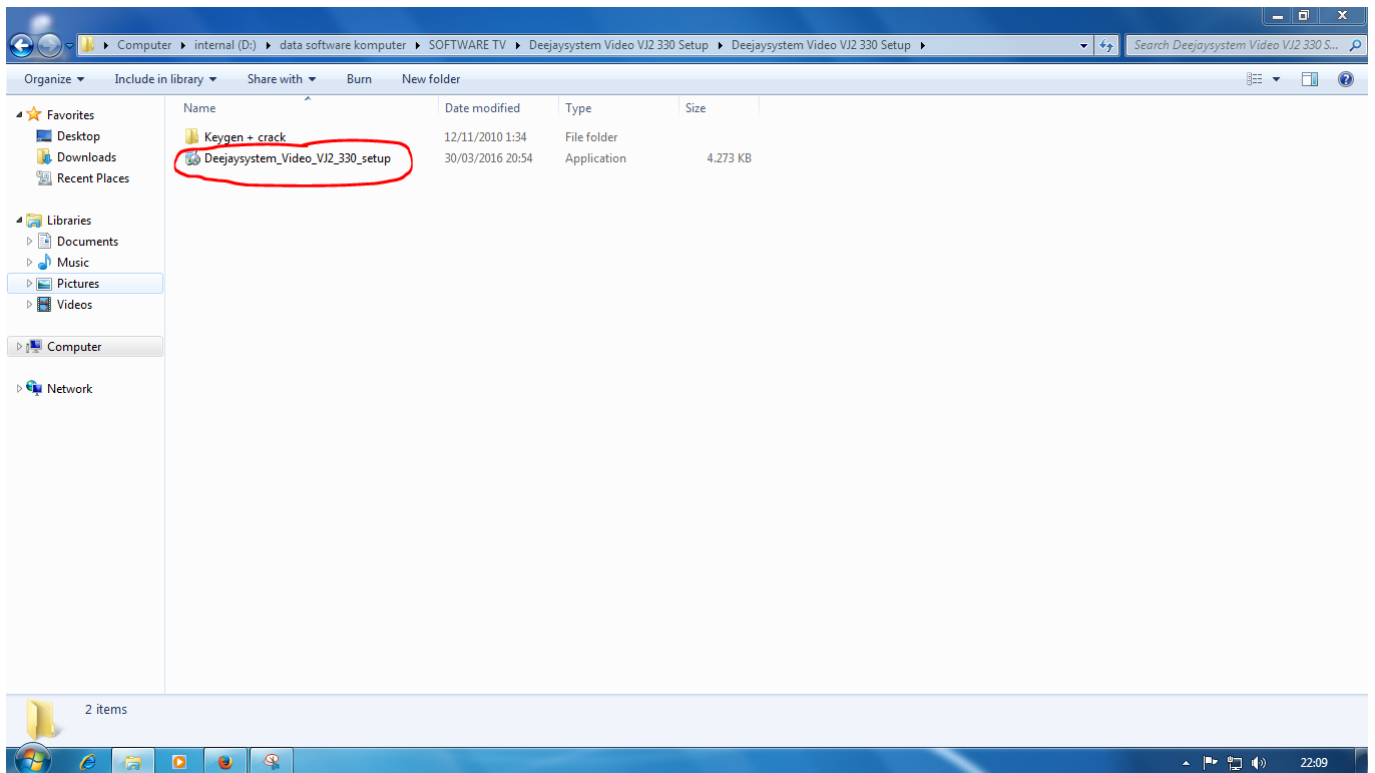 Computer ▸ internal (D:) ▸ data software komputer ▸ SOFTWARE TV ▸ Deejaysystem Video VJ2 330 Setup ▸ Deejaysystem Video VJ2 330 Setup ▸ Search Deejaysystem Video VJ2 330 S...
Organize Include in library Share with Burn New folder
Name Date modified Type Size
Favorites
Desktop
Downloads
Recent Places
Libraries
Documents
Music
Pictures
Videos
Computer
Network
Keygen + crack 12/11/2010 1:34 File folder
Deejaysystem_Video_VJ2_330_setup 30/03/2016 20:54 Application 4.273 KB
2 items
22:09